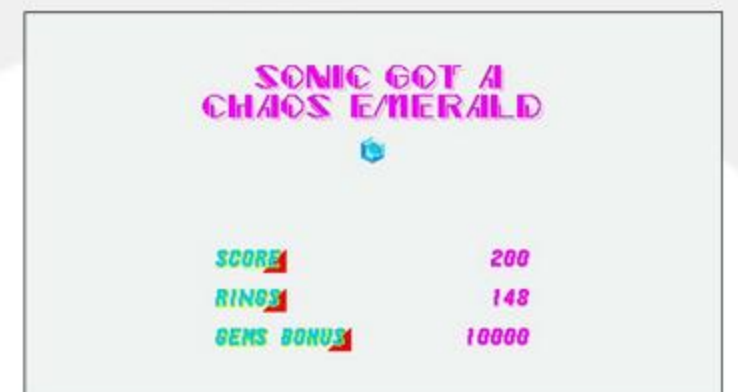 SONIC GOT A
CHAOS EMERALD
SCORE 200
RINGS 148
GEMS BONUS 10000